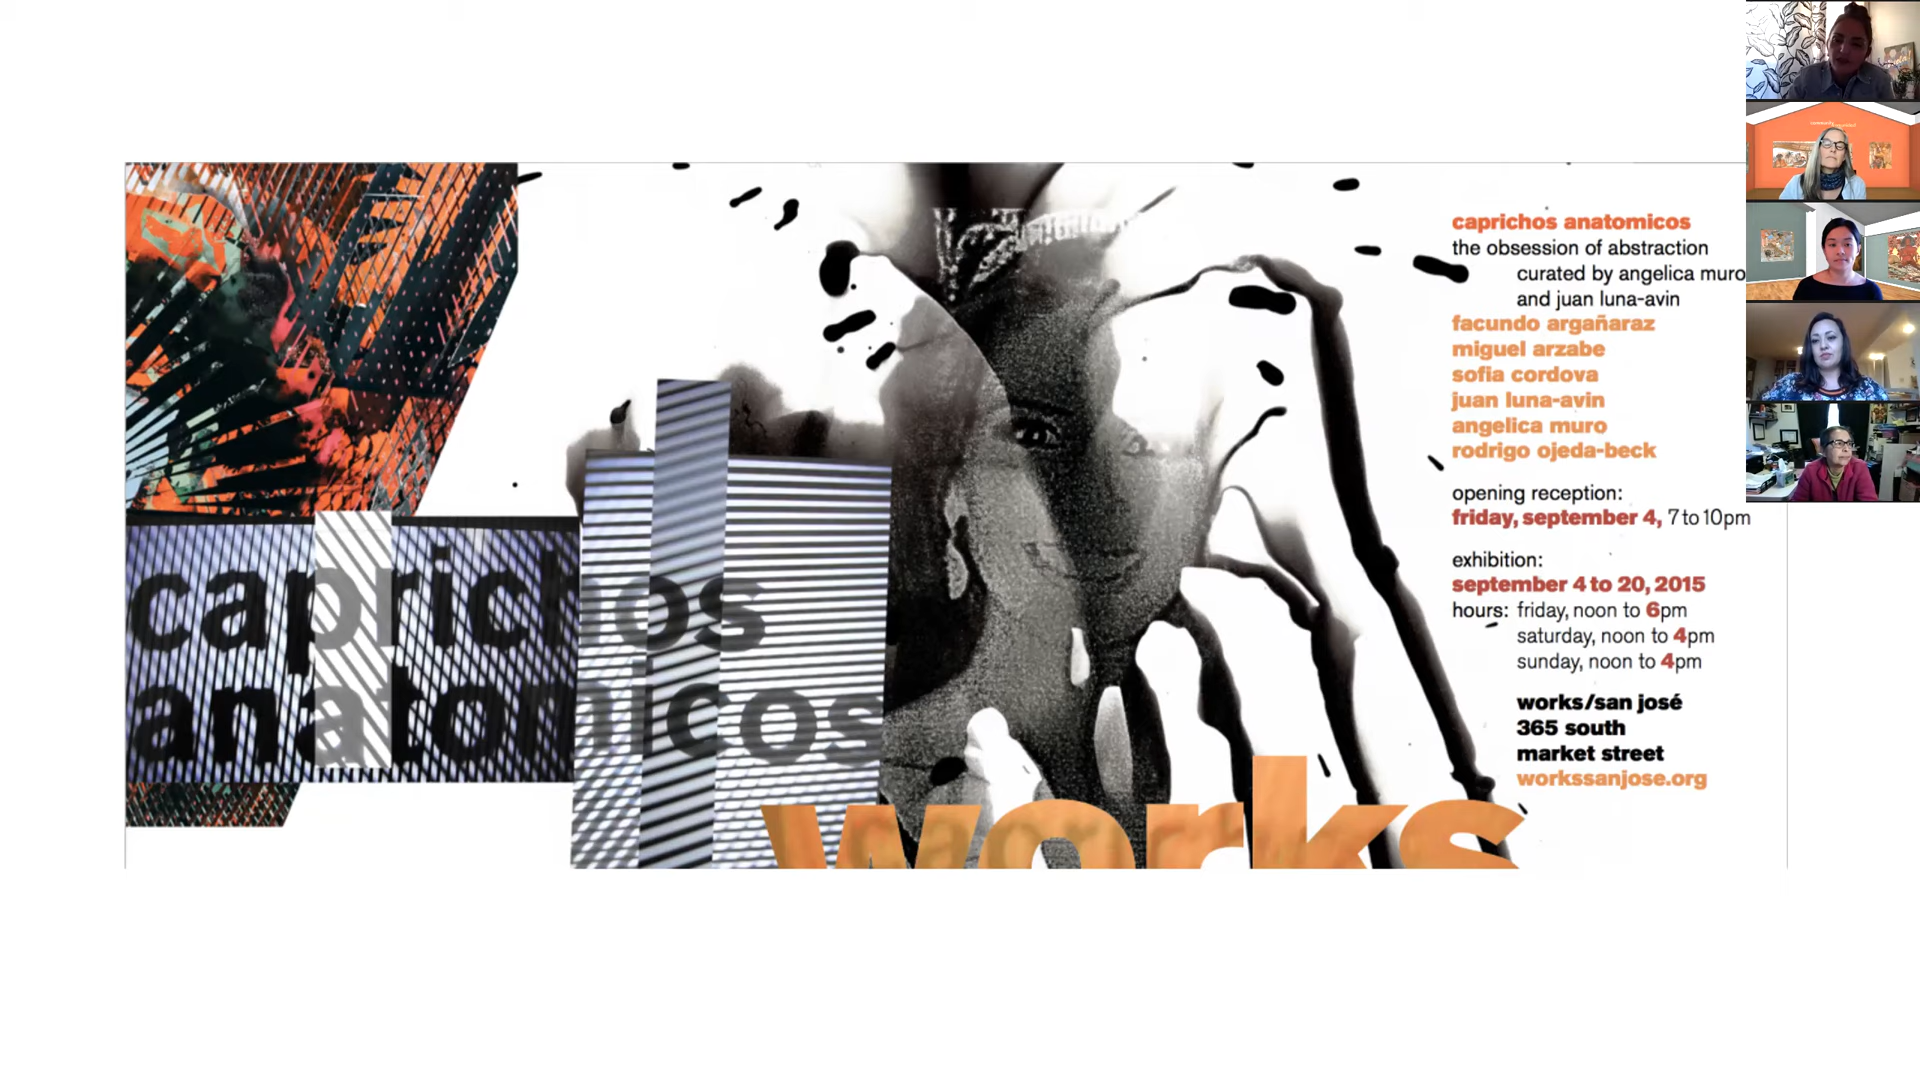 caprichos
anatomicos
works
caprichos anatomicos
the obsession of abstraction
curated by angelica muro
and juan luna-avin
facundo argañaraz
miguel arzabe
sofia cordova
juan luna-avin
angelica muro
rodrigo ojeda-beck
opening reception:
friday, september 4, 7 to 10pm
exhibition:
september 4 to 20, 2015
hours: friday, noon to 6pm
saturday, noon to 4pm
sunday, noon to 4pm
works/san josé
365 south
market street
workssanjose.org